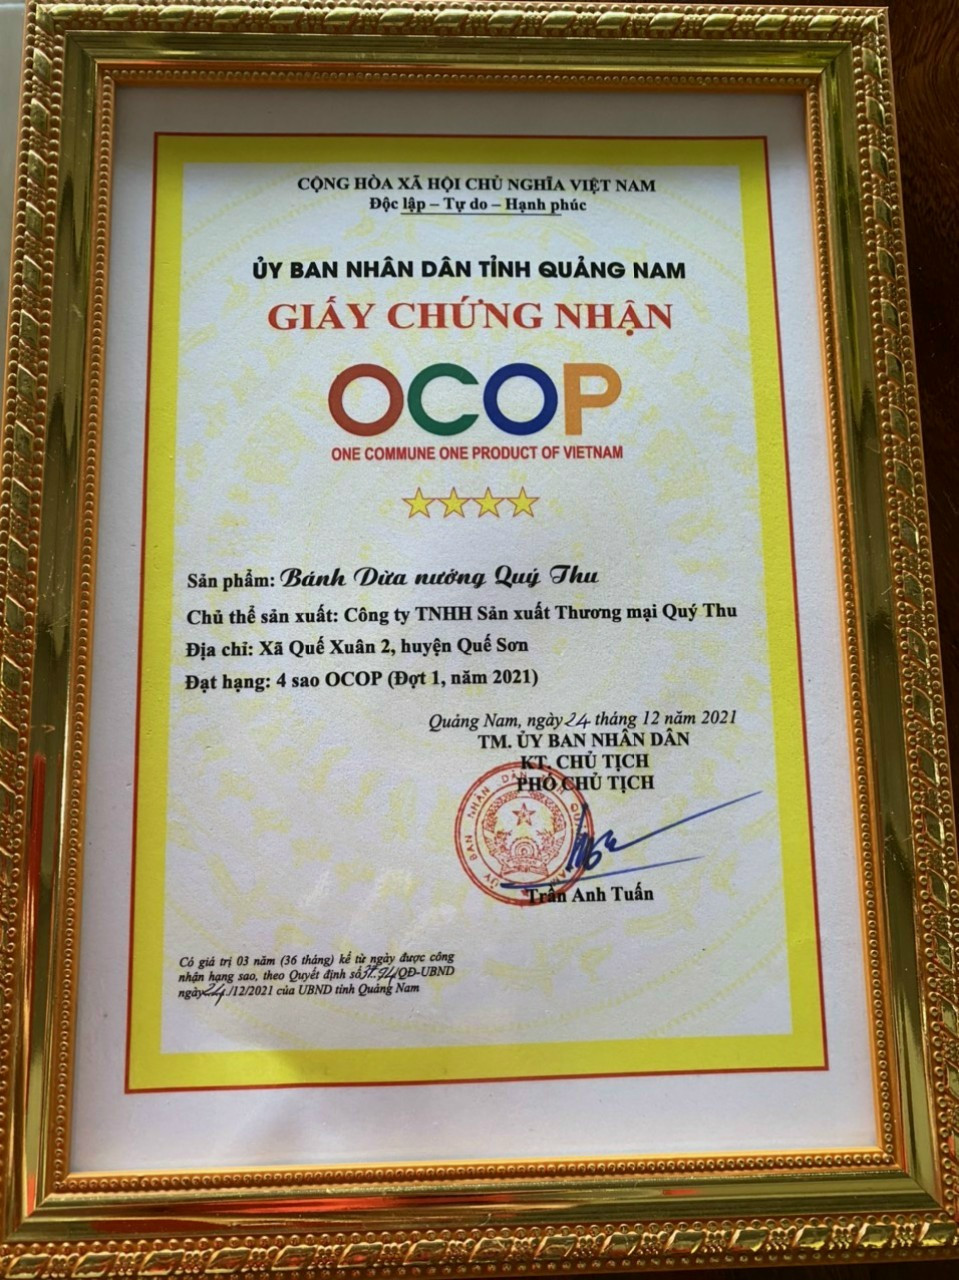 CỘNG HÒA XÃ HỘI CHỦ NGHĨA VIỆT NAM
Độc lập – Tự do – Hạnh phúc
ỦY BAN NHÂN DÂN TỈNH QUẢNG NAM
GIẤY CHỨNG NHẬN
OCOP
ONE COMMUNE ONE PRODUCT OF VIETNAM
Sản phẩm: Bánh Dừa nướng Quý Thu
Chủ thể sản xuất: Công ty TNHH Sản xuất Thương mại Quý Thu
Địa chỉ: Xã Quế Xuân 2, huyện Quế Sơn
Đạt hạng: 4 sao OCOP (Đợt 1, năm 2021)
Quảng Nam, ngày 24 tháng 12 năm 2021
TM. ỦY BAN NHÂN DÂN
KT. CHỦ TỊCH
PHÓ CHỦ TỊCH
ỦY BAN NHÂN DÂN
Trần Anh Tuấn
Có giá trị 03 năm (36 tháng) kể từ ngày được công
nhận hạng sao, theo Quyết định số /QĐ-UBND
ngày 24/12/2021 của UBND tỉnh Quảng Nam